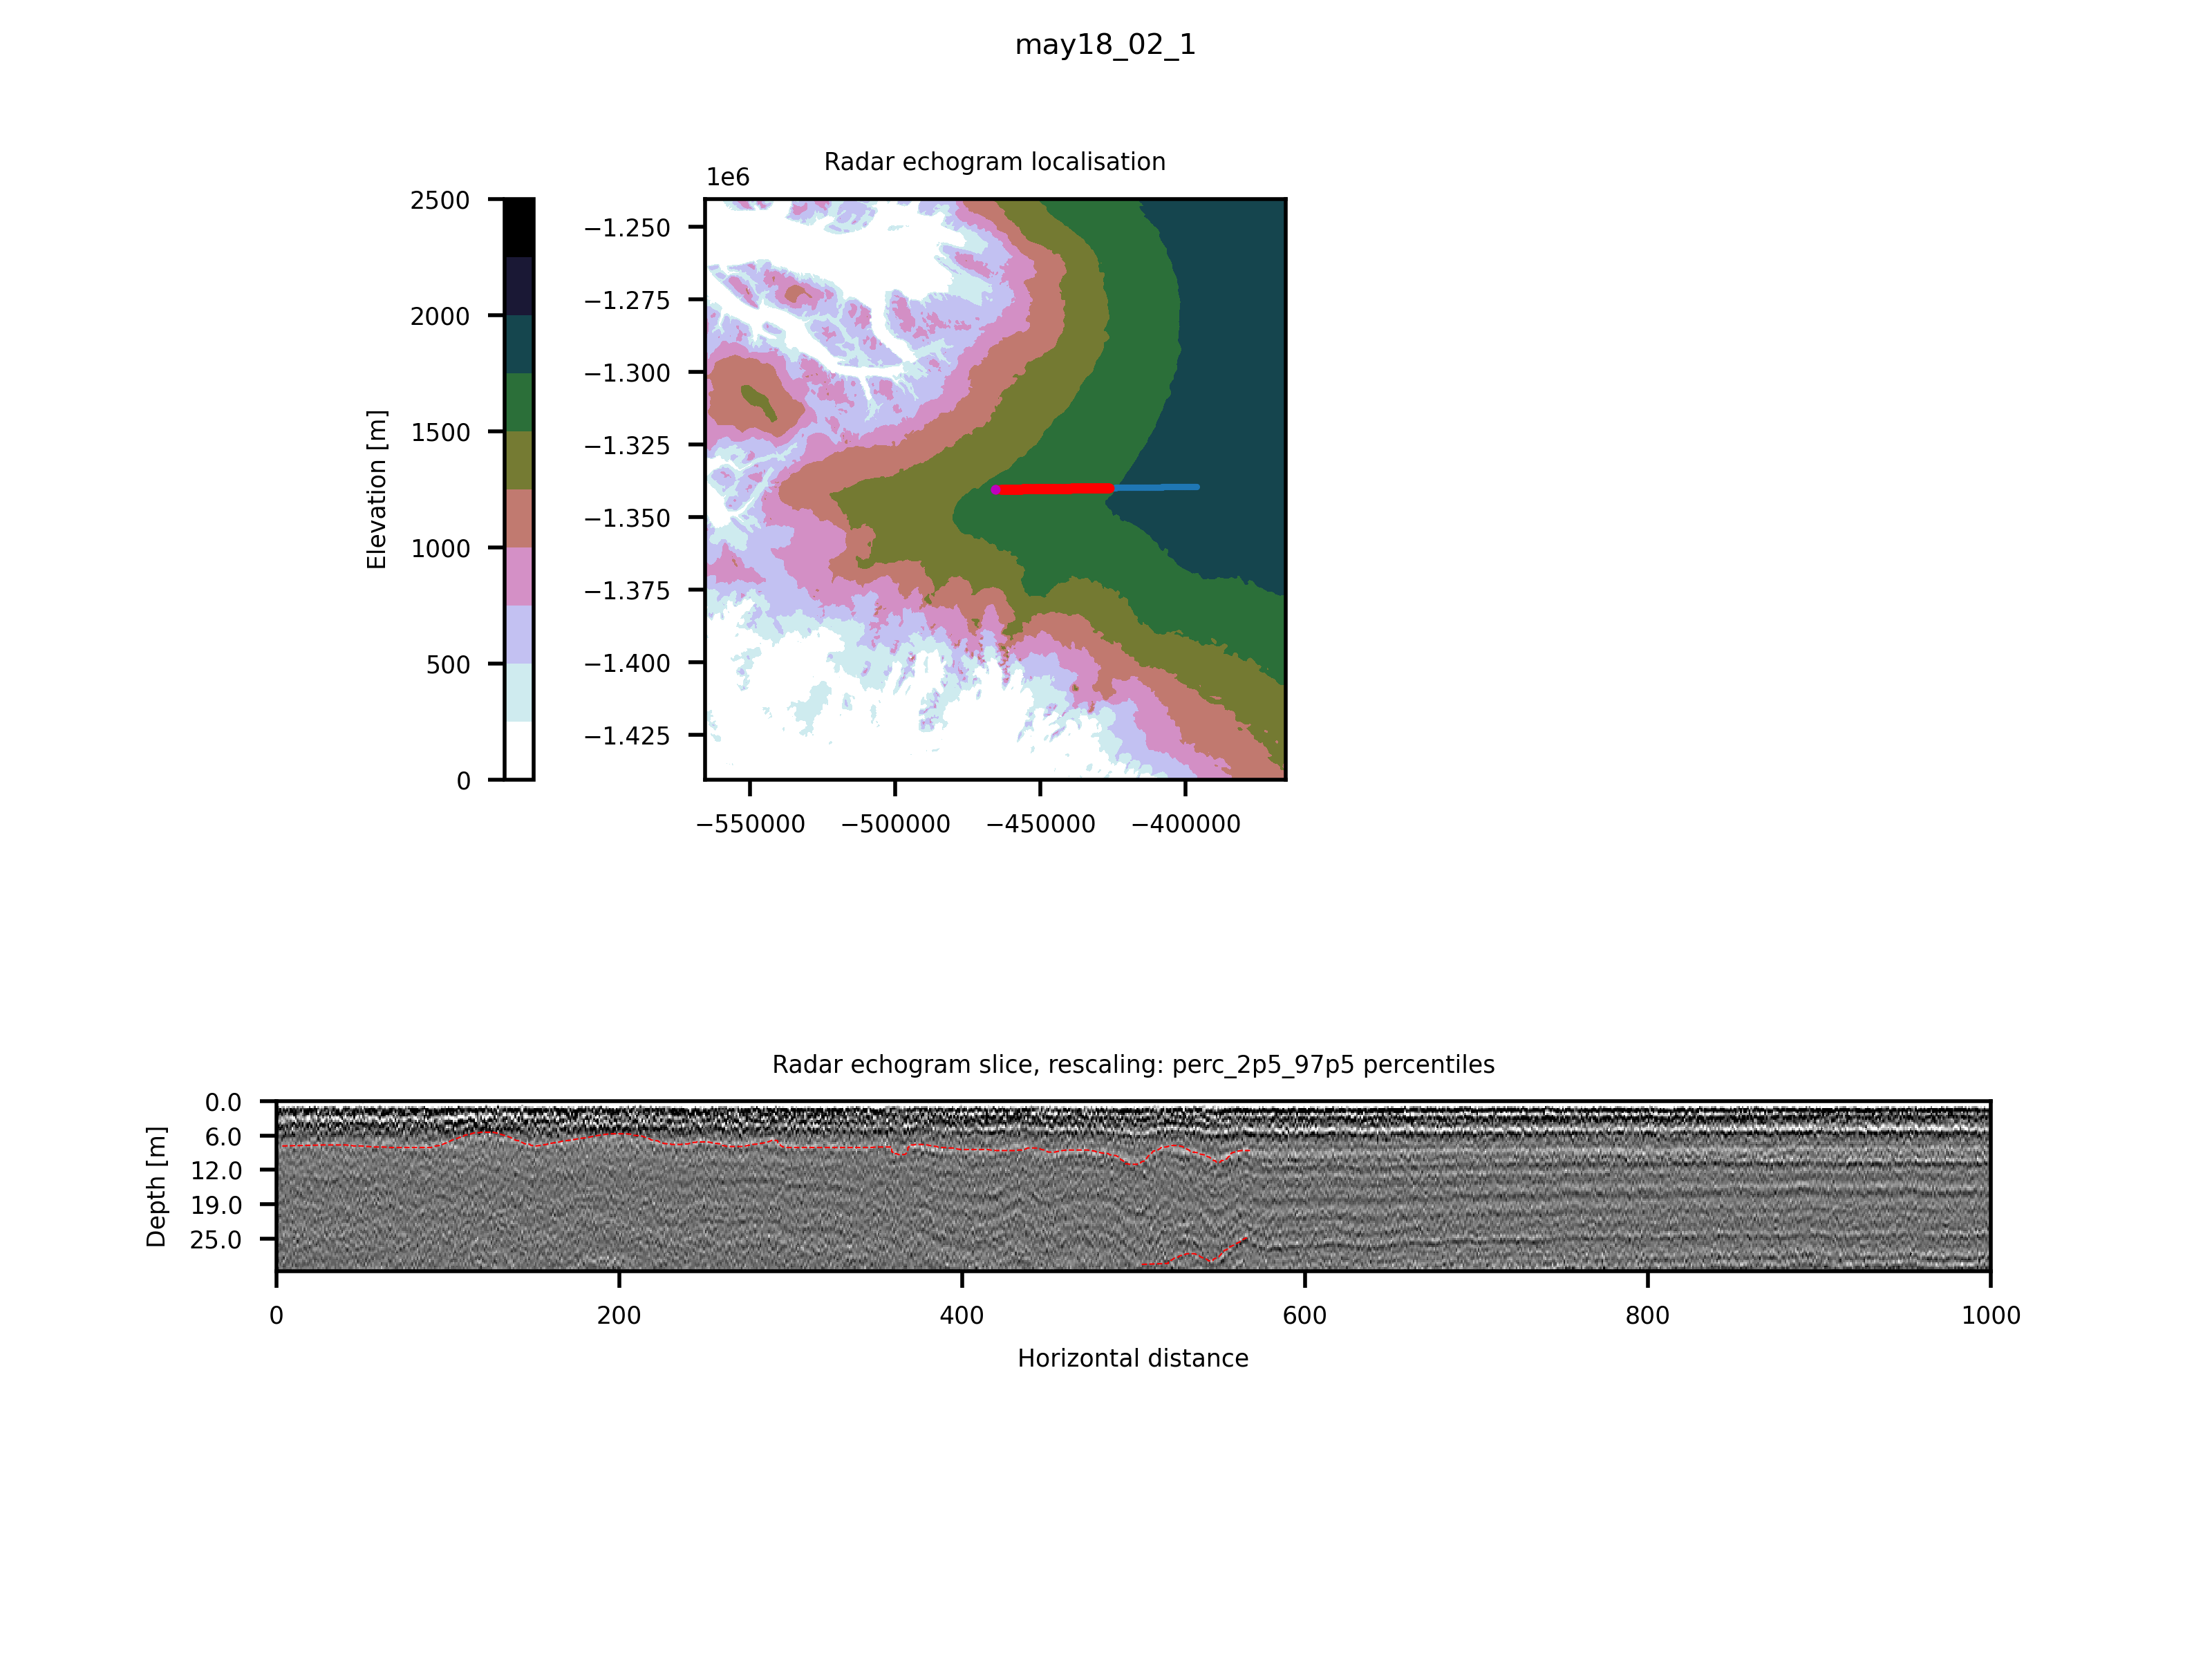 may18_02_1
Radar echogram localisation
1e6
2500
2000
1500
1000
500
0
Elevation [m]
−1.250
−1.275
−1.300
−1.325
−1.350
−1.375
−1.400
−1.425
−550000 −500000 −450000 −400000
Radar echogram slice, rescaling: perc_2p5_97p5 percentiles
0.0
6.0
12.0
19.0
25.0
Depth [m]
0 200 400 600 800 1000
Horizontal distance